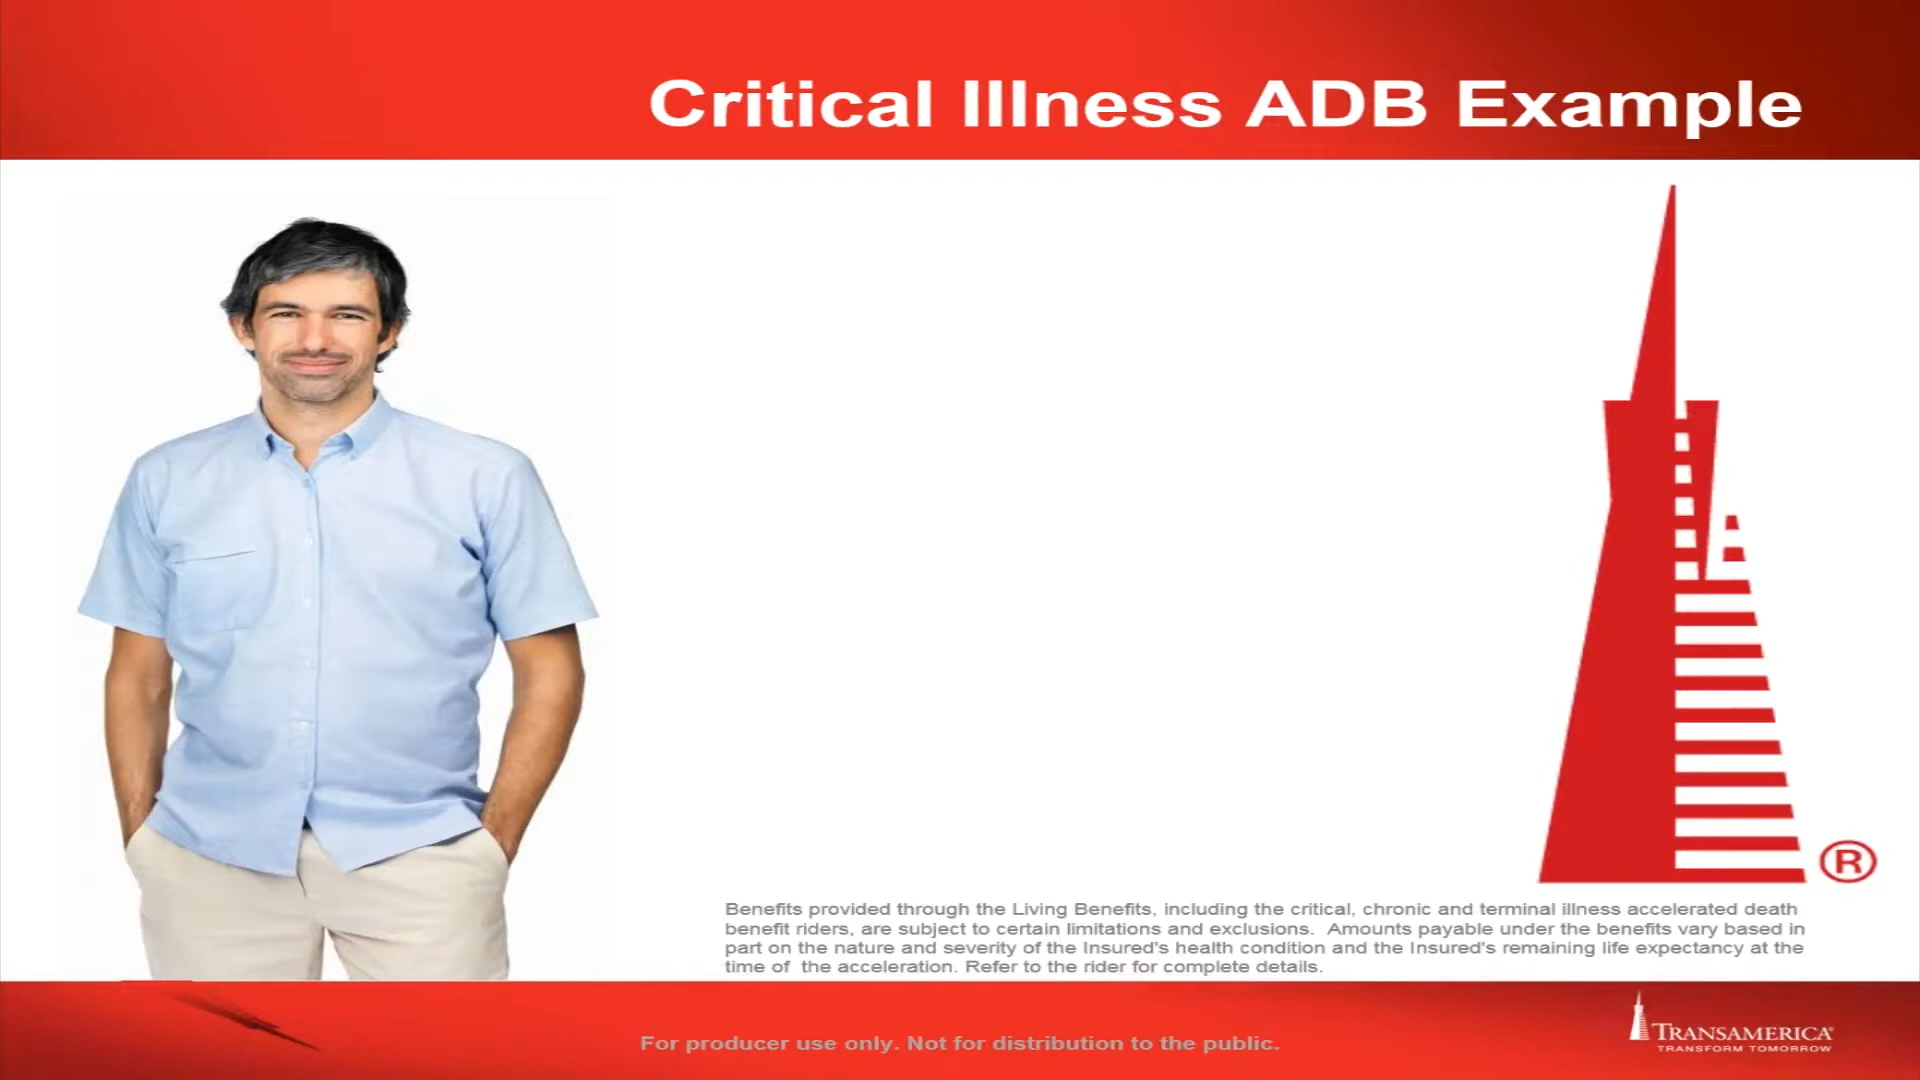 Critical Illness ADB Example
®
Benefits provided through the Living Benefits, including the critical, chronic and terminal illness accelerated death
benefit riders, are subject to certain limitations and exclusions.  Amounts payable under the benefits vary based in
part on the nature and severity of the Insured's health condition and the Insured's remaining life expectancy at the
time of  the acceleration. Refer to the rider for complete details.
For producer use only. Not for distribution to the public.
TRANSAMERICA®
TRANSFORM TOMORROW